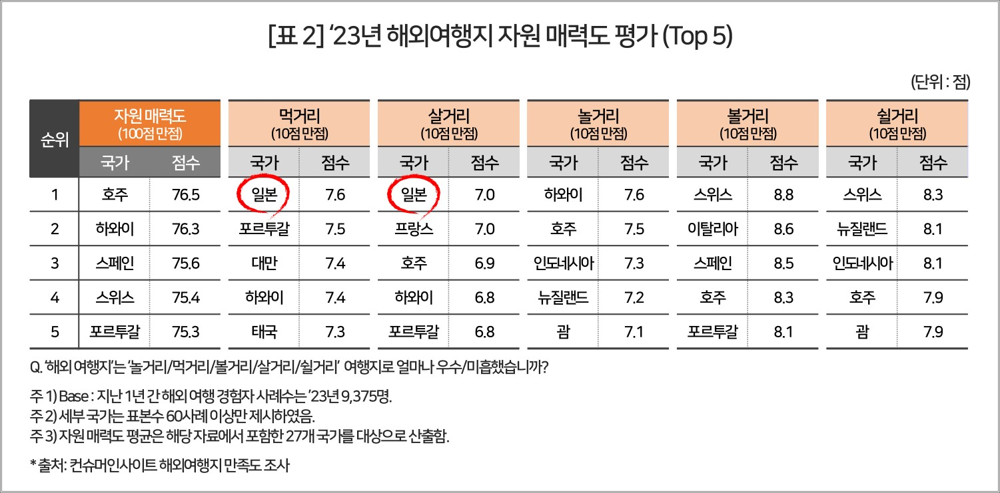 [표 2] ‘23년 해외여행지 자원 매력도 평가 (Top 5)
(단위 : 점)
순위 자원 매력도 (100점 만점) 먹거리 (10점 만점) 살거리 (10점 만점) 놀거리 (10점 만점) 볼거리 (10점 만점) 쉴거리 (10점 만점)
국가 점수 국가 점수 국가 점수 국가 점수 국가 점수 국가 점수
1 호주 76.5 일본 7.6 일본 7.0 하와이 7.6 스위스 8.8 스위스 8.3
2 하와이 76.3 포르투갈 7.5 프랑스 7.0 호주 7.5 이탈리아 8.6 뉴질랜드 8.1
3 스페인 75.6 대만 7.4 호주 6.9 인도네시아 7.3 스페인 8.5 인도네시아 8.1
4 스위스 75.4 하와이 7.4 하와이 6.8 뉴질랜드 7.2 호주 8.3 호주 7.9
5 포르투갈 75.3 태국 7.3 포르투갈 6.8 괌 7.1 포르투갈 8.1 괌 7.9
Q. ‘해외 여행지’는 ‘놀거리/먹거리/볼거리/살거리/쉴거리’ 여행지로 얼마나 우수/미흡했습니까?
주 1) Base : 지난 1년 간 해외 여행 경험자 사례수는 ’23년 9,375명.
주 2) 세부 국가는 표본수 60사례 이상만 제시하였음.
주 3) 자원 매력도 평균은 해당 자료에서 포함한 27개 국가를 대상으로 산출함.
* 출처: 컨슈머인사이트 해외여행지 만족도 조사